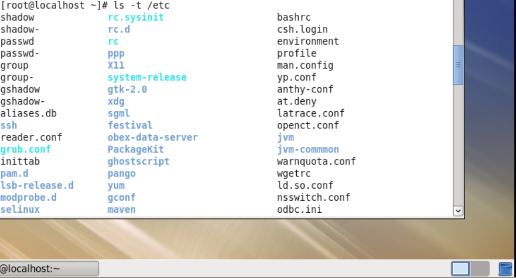 [root@localhost ~]# ls -t /etc
shadow rc.sysinit bashrc
shadow- rc.d csh.login
passwd rc environment
passwd- ppp profile
group X11 man.config
group- system-release yp.conf
gshadow gtk-2.0 anthy-conf
gshadow- xdg at.deny
aliases.db sgml latrace.conf
ssh festival openct.conf
reader.conf obex-data-server jvm
grub.conf PackageKit jvm-commmon
inittab ghostscript warnquota.conf
pam.d pango wgetrc
lsb-release.d yum ld.so.conf
modprobe.d gconf nsswitch.conf
selinux maven odbc.ini
@localhost:~